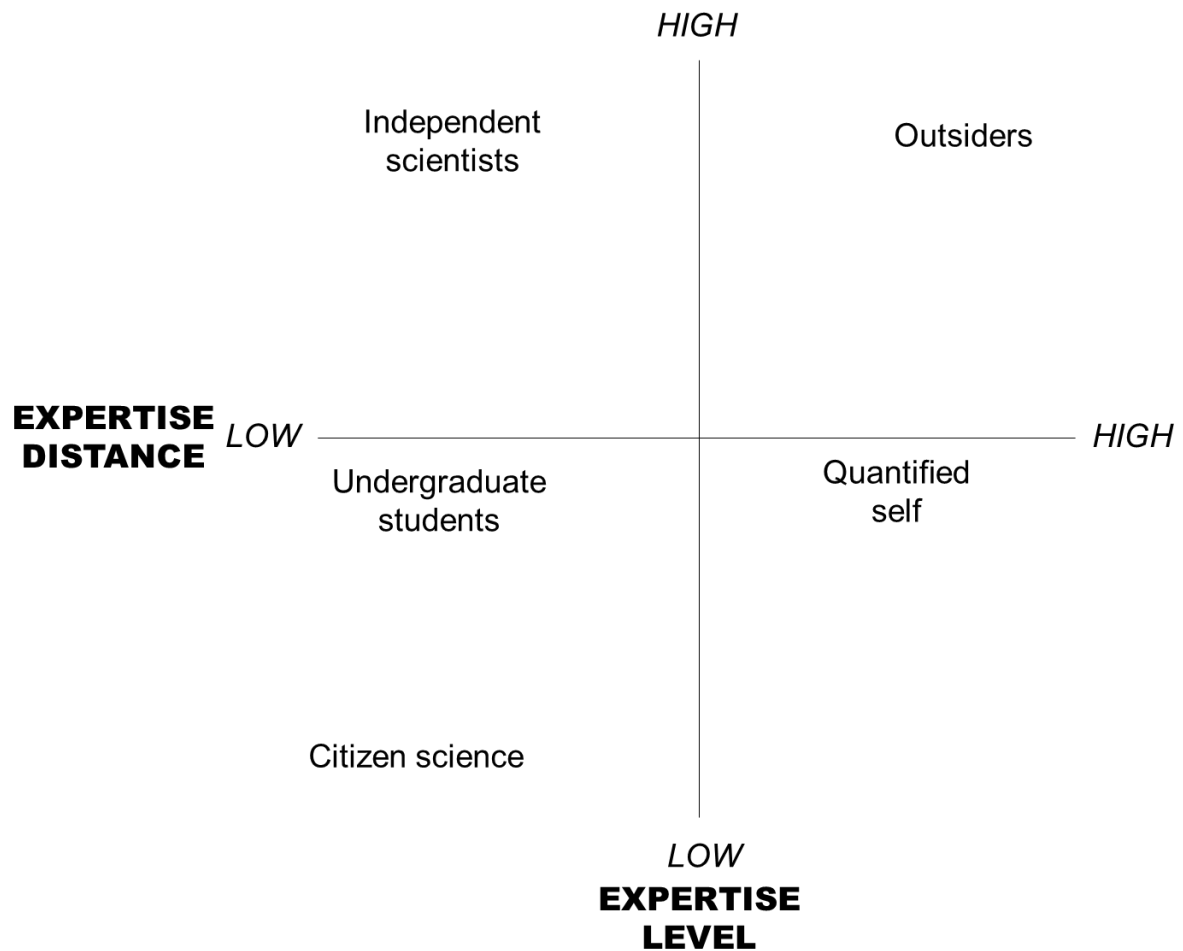 HIGH
Independent
scientists
Outsiders
EXPERTISE
DISTANCE
LOW
HIGH
Undergraduate
students
Quantified
self
Citizen science
LOW
EXPERTISE
LEVEL